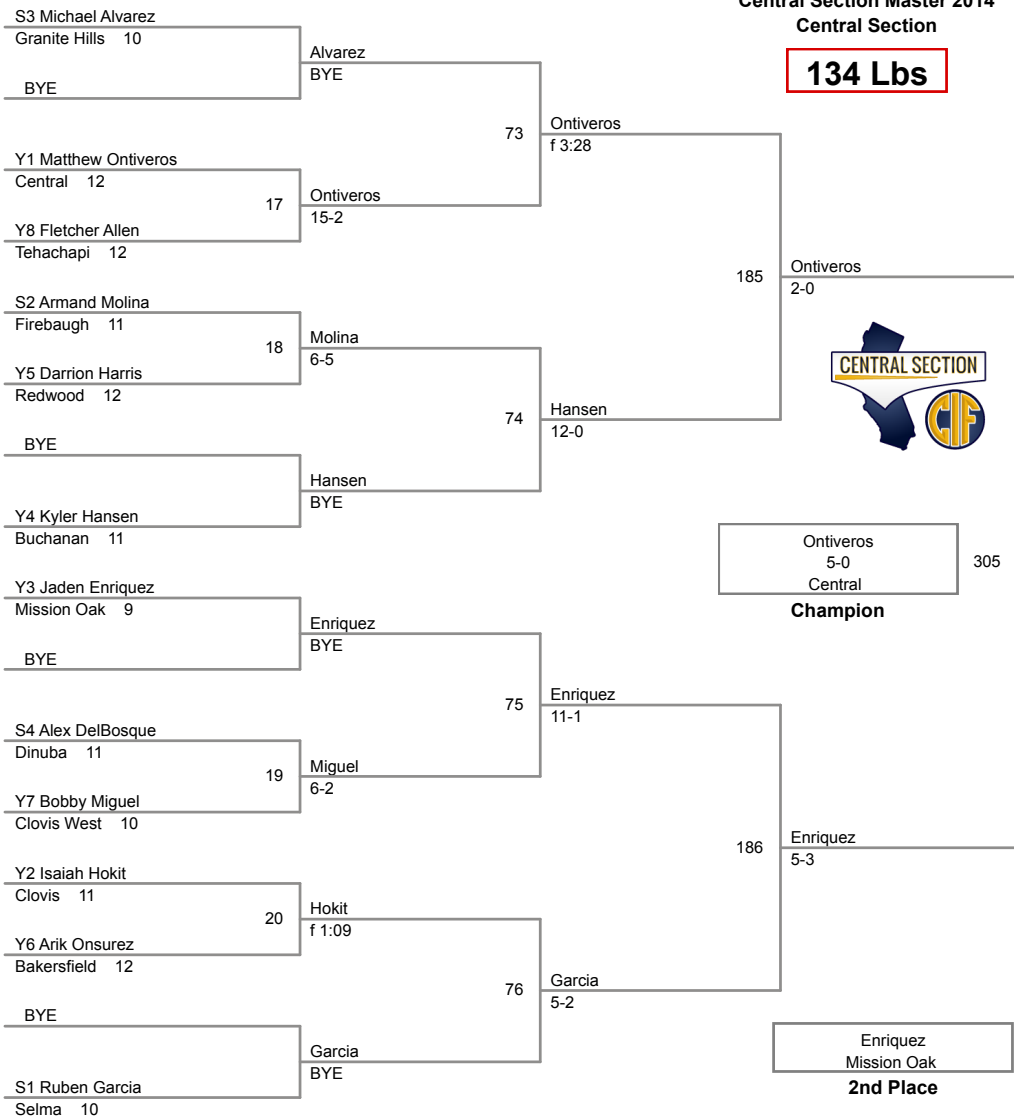 Central Section Master 2014
Central Section
134 Lbs
S3 Michael Alvarez
Granite Hills 10
BYE
Y1 Matthew Ontiveros
Central 12
17
Y8 Fletcher Allen
Tehachapi 12
S2 Armand Molina
Firebaugh 11
18
Y5 Darrion Harris
Redwood 12
BYE
Y4 Kyler Hansen
Buchanan 11
Y3 Jaden Enriquez
Mission Oak 9
BYE
S4 Alex DelBosque
Dinuba 11
19
Y7 Bobby Miguel
Clovis West 10
Y2 Isaiah Hokit
Clovis 11
20
Y6 Arik Onsurez
Bakersfield 12
BYE
S1 Ruben Garcia
Selma 10
Alvarez
BYE
73
Ontiveros
15-2
Molina
6-5
74
Hansen
BYE
Enriquez
BYE
75
Miguel
6-2
Hokit
f 1:09
76
Garcia
BYE
Ontiveros
f 3:28
185
Hansen
12-0
Enriquez
11-1
186
Garcia
5-2
Ontiveros
2-0
CENTRAL SECTION
CIF
Ontiveros
5-0
Central
305
Champion
Enriquez
5-3
Enriquez
Mission Oak
2nd Place